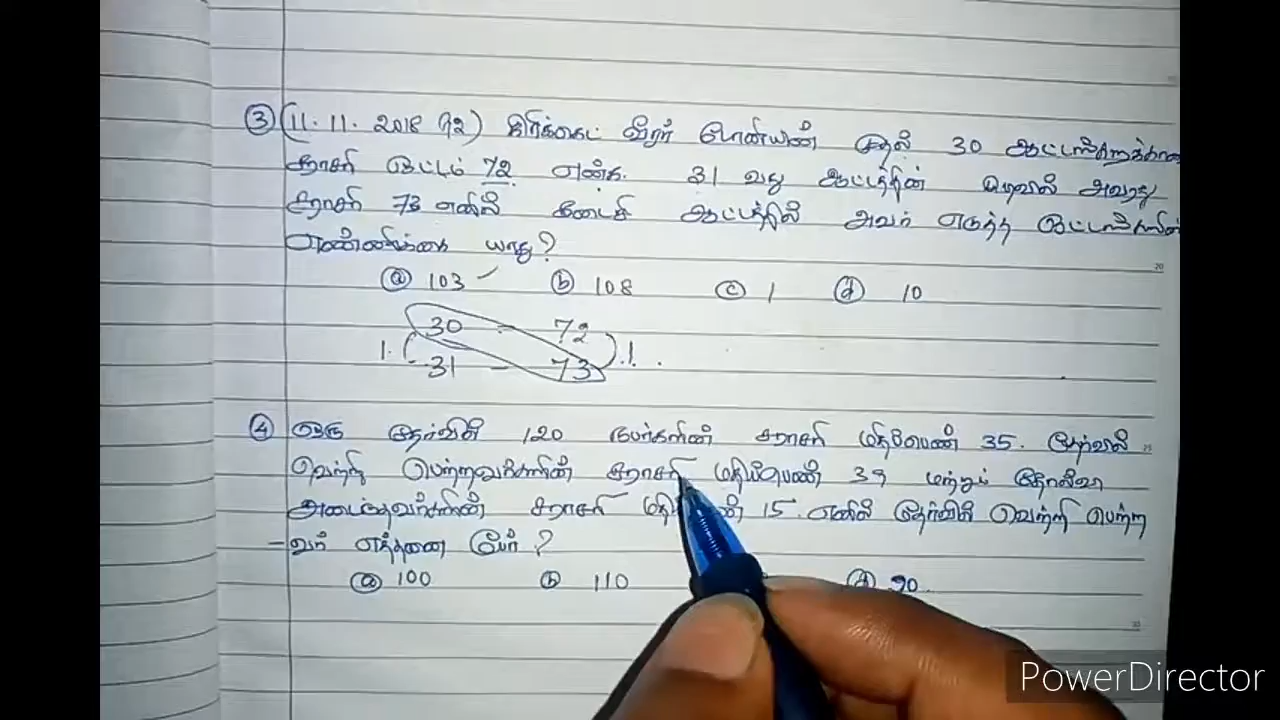 ③ (11.11.2018 G2) கிரிக்கெட் வீரர் தோனியின் முதல் 30 ஆட்டங்களுக்கான
சராசரி ஓட்டம் 72 என்க. 31 வது ஆட்டத்தின் முடிவில் அவரது
சராசரி 73 எனில் கடைசி ஆட்டத்தில் அவர் எடுத்த ஓட்டங்களின்
எண்ணிக்கை யாது?
ⓐ 103 ✓ ⓑ 108 ⓒ 1 ⓓ 10
30 - 72
1. 1.
31 - 73
④ ஒரு தேர்வில் 120 நபர்களின் சராசரி மதிப்பெண் 35. தேர்வில்
வெற்றி பெற்றவர்களின் சராசரி மதிப்பெண் 39 மற்றும் தோல்வி
அடைந்தவர்களின் சராசரி 15. எனில் தேர்வில் வெற்றி பெற்ற
-வர் எத்தனை பேர்?
ⓐ 100 ⓑ 110 ⓓ 90.
PowerDirector